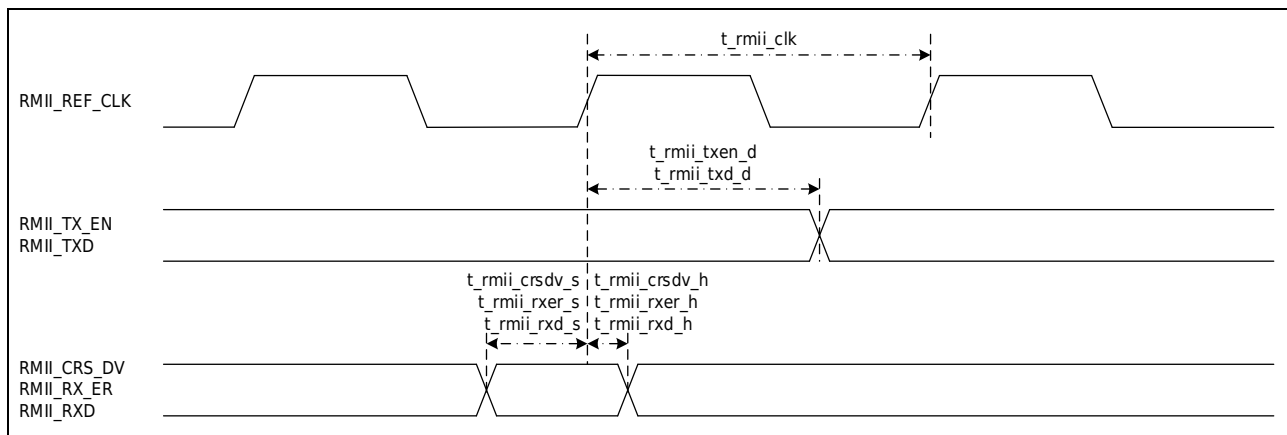 t_rmii_clk
RMII_REF_CLK
t_rmii_txen_d
t_rmii_txd_d
RMII_TX_EN
RMII_TXD
t_rmii_crsdv_s t_rmii_crsdv_h
t_rmii_rxer_s t_rmii_rxer_h
t_rmii_rxd_s t_rmii_rxd_h
RMII_CRS_DV
RMII_RX_ER
RMII_RXD